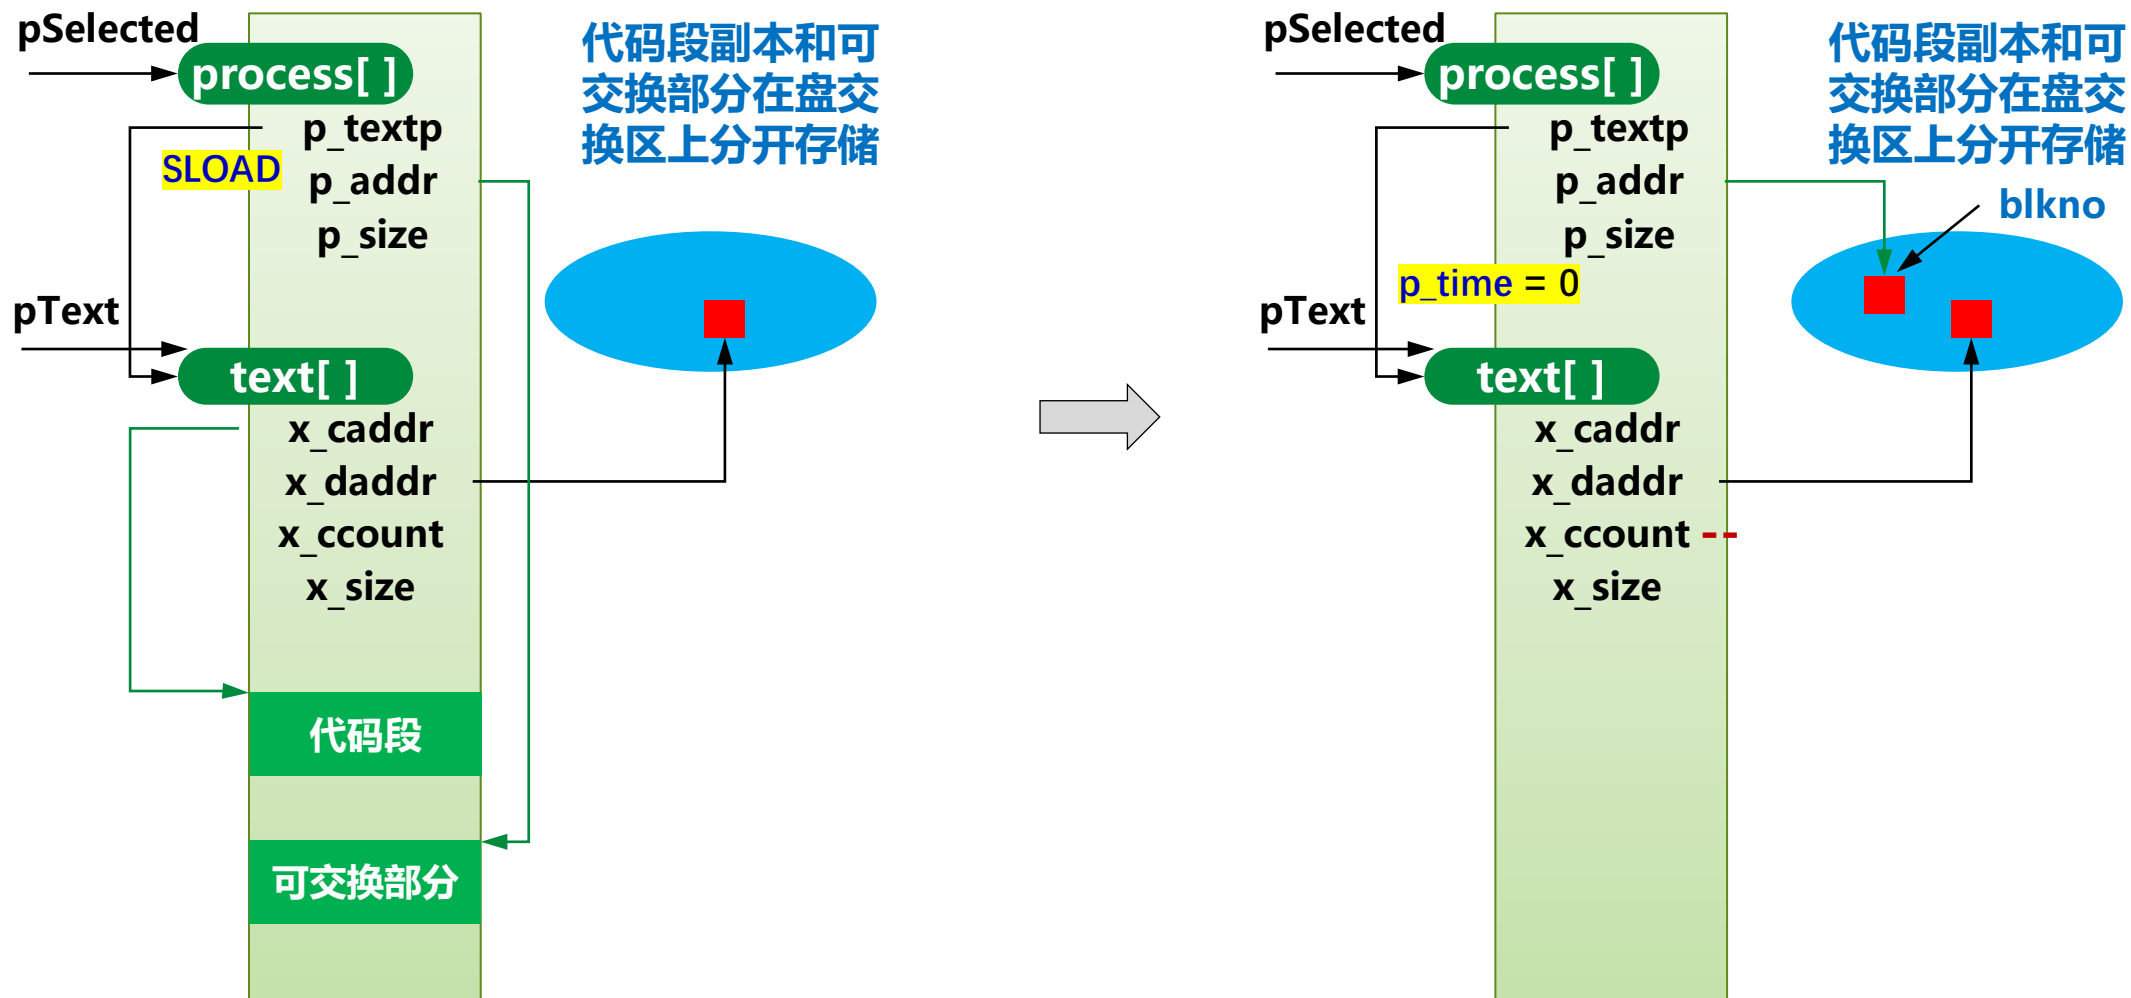 pSelected
process[ ]
p_textp
SLOAD
p_addr
p_size
pText
text[ ]
x_caddr
x_daddr
x_ccount
x_size
代码段
可交换部分
代码段副本和可
交换部分在盘交
换区上分开存储
pSelected
process[ ]
p_textp
p_addr
p_size
p_time = 0
pText
text[ ]
x_caddr
x_daddr
x_ccount --
x_size
代码段副本和可
交换部分在盘交
换区上分开存储
blkno